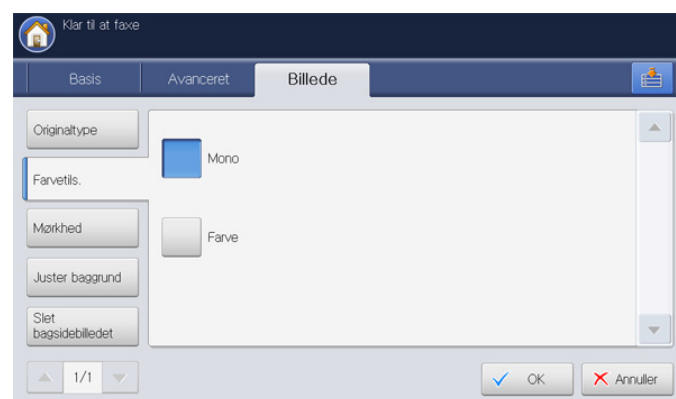 Klar til at faxe
Basis
Avanceret
Billede
Originaltype
Farvetils.
Mørkhed
Juster baggrund
Slet
bagsidebilledet
Mono
Farve
1/1
OK
Annuller